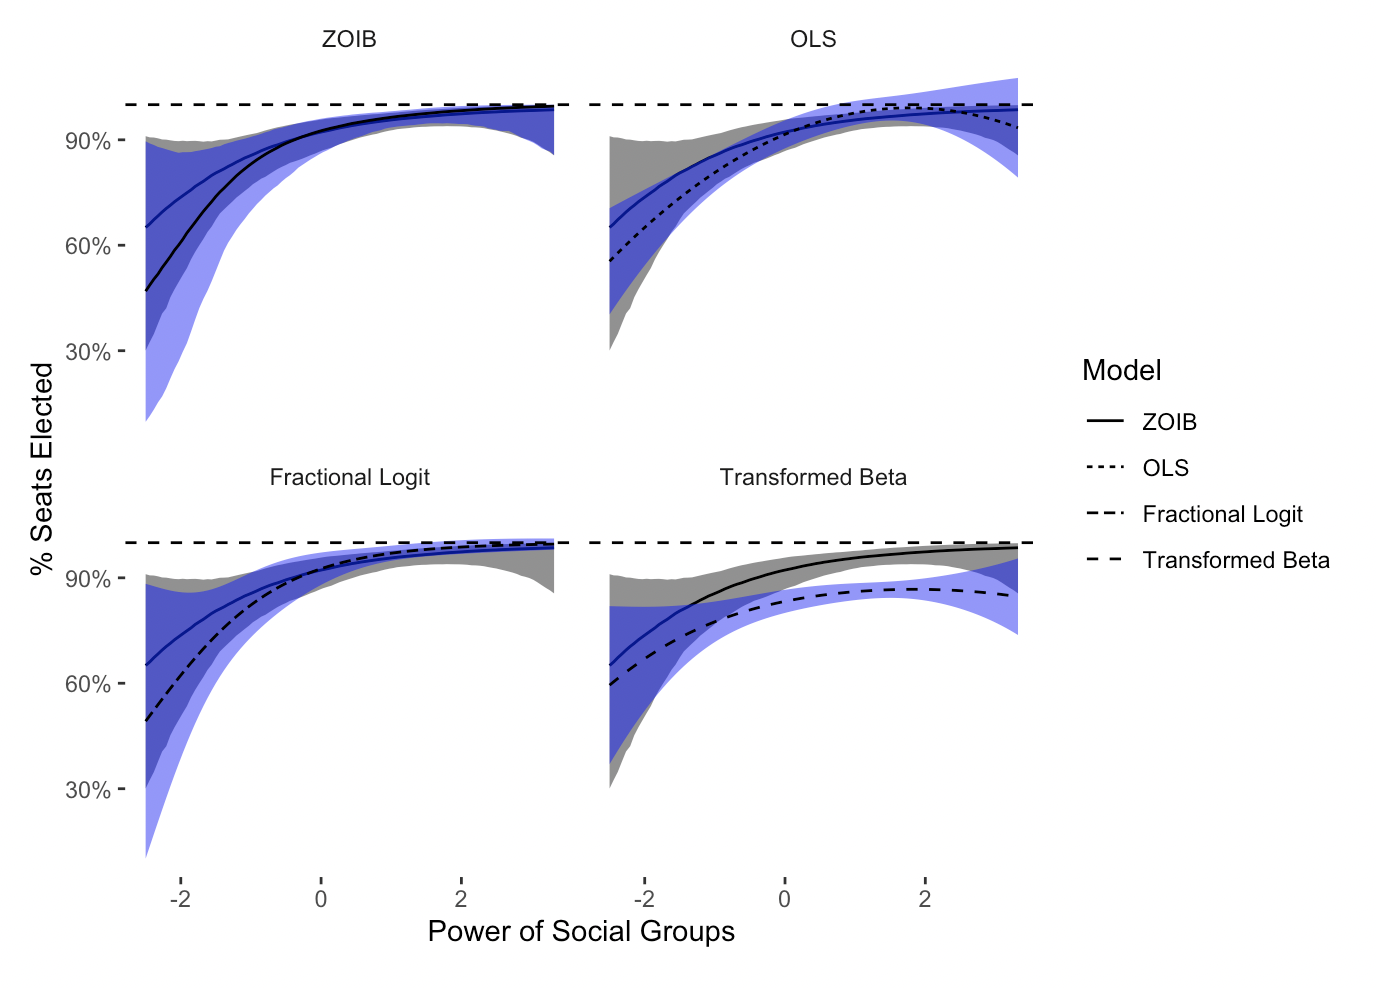 ZOIB
OLS
90%
60%
30%
Fractional Logit
Transformed Beta
90%
60%
30%
-2
0
2
-2
0
2
Power of Social Groups
% Seats Elected
Model
ZOIB
OLS
Fractional Logit
Transformed Beta